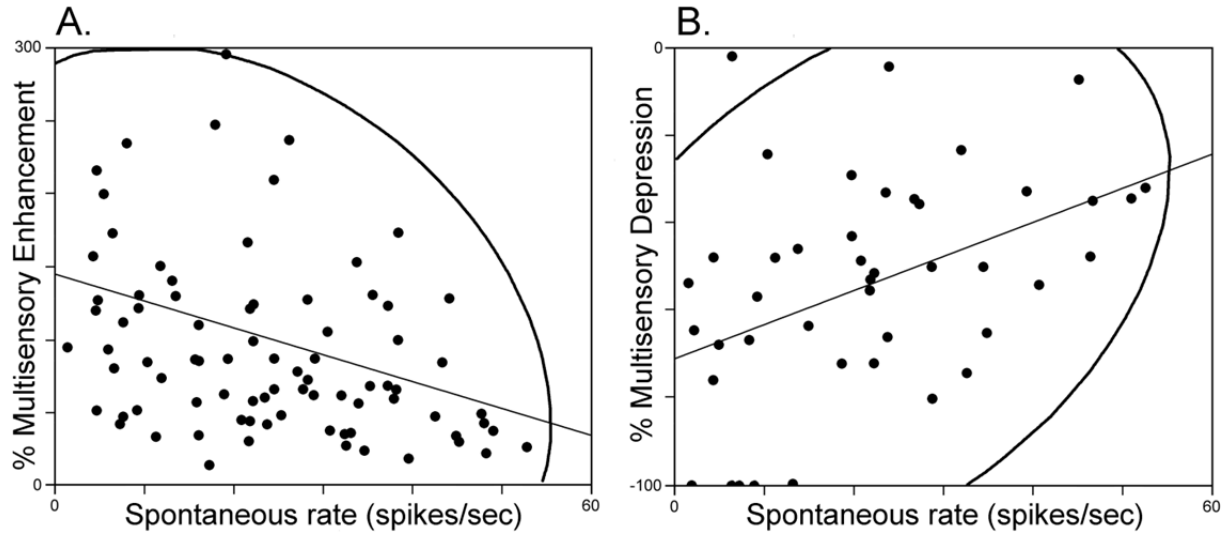 A.
300
% Multisensory Enhancement
0
0
Spontaneous rate (spikes/sec)
60
B.
0
% Multisensory Depression
-100
0
Spontaneous rate (spikes/sec)
60